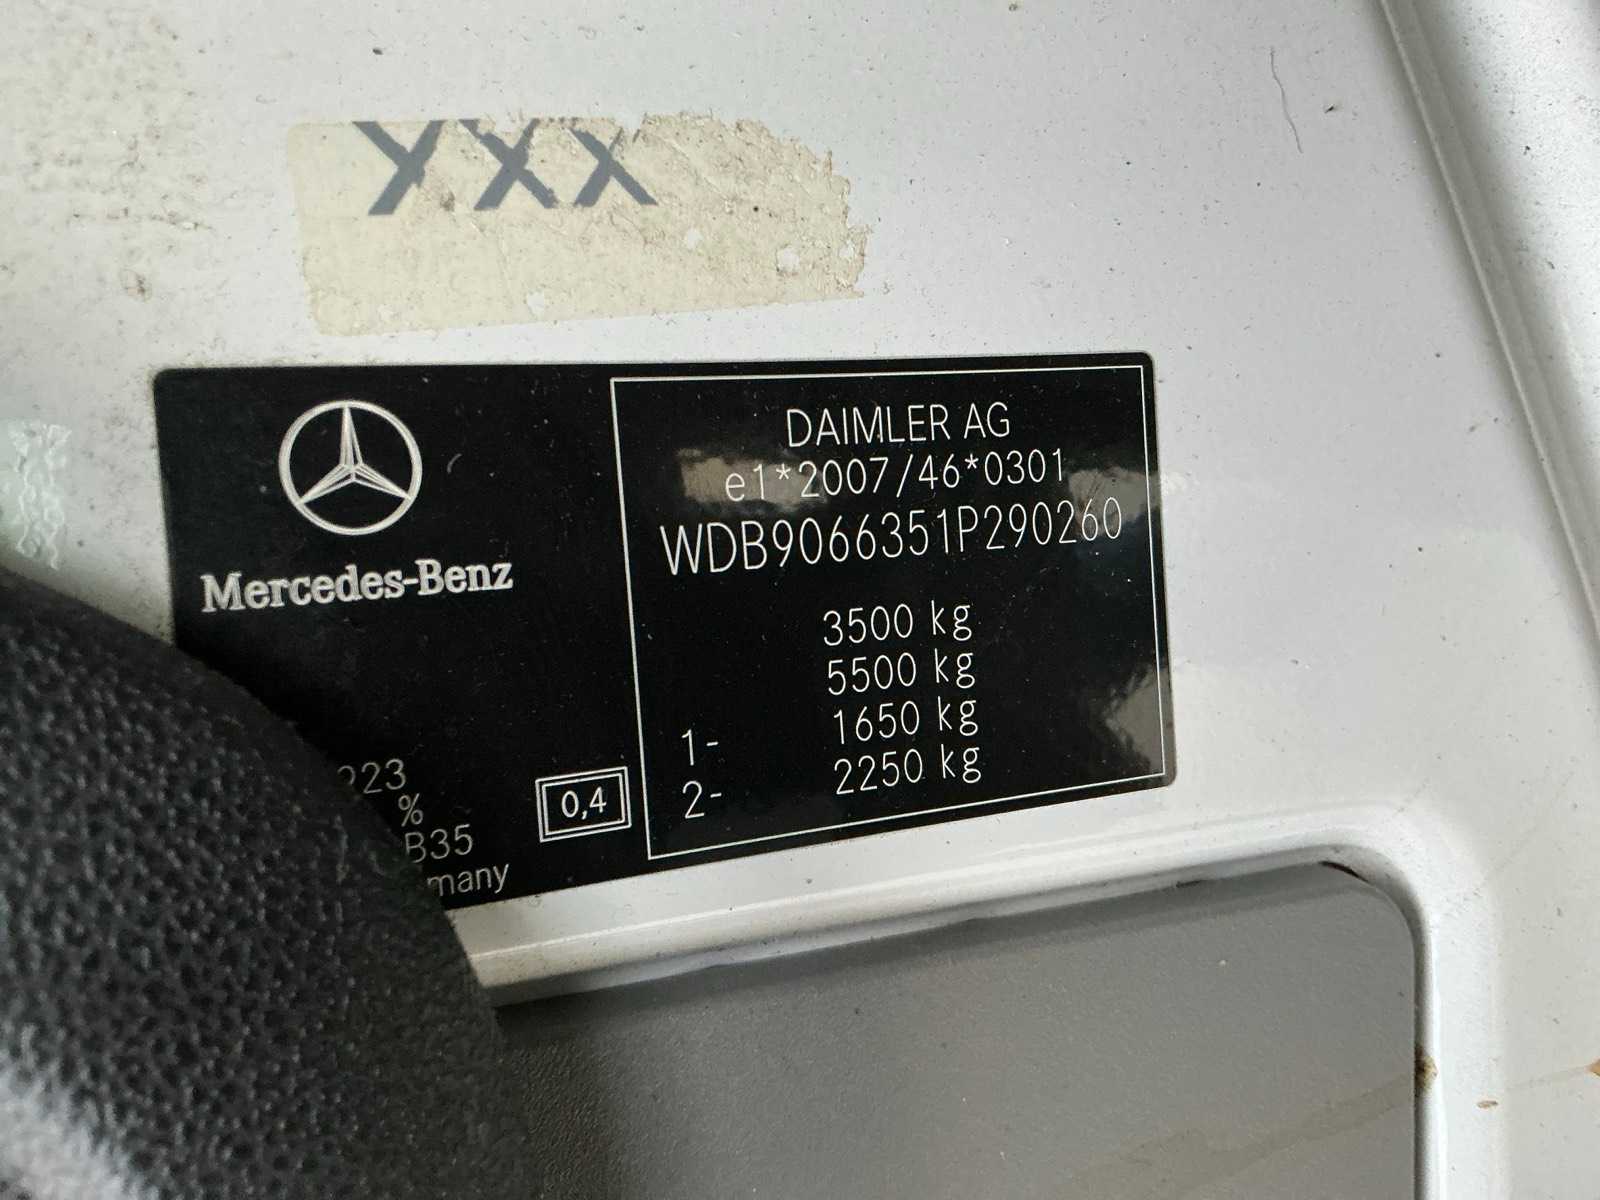 XXX
Mercedes-Benz
DAIMLER AG
e1*2007/46*0301
WDB9066351P290260
3500 kg
5500 kg
1- 1650 kg
2- 2250 kg
223
%
B35
many
0,4